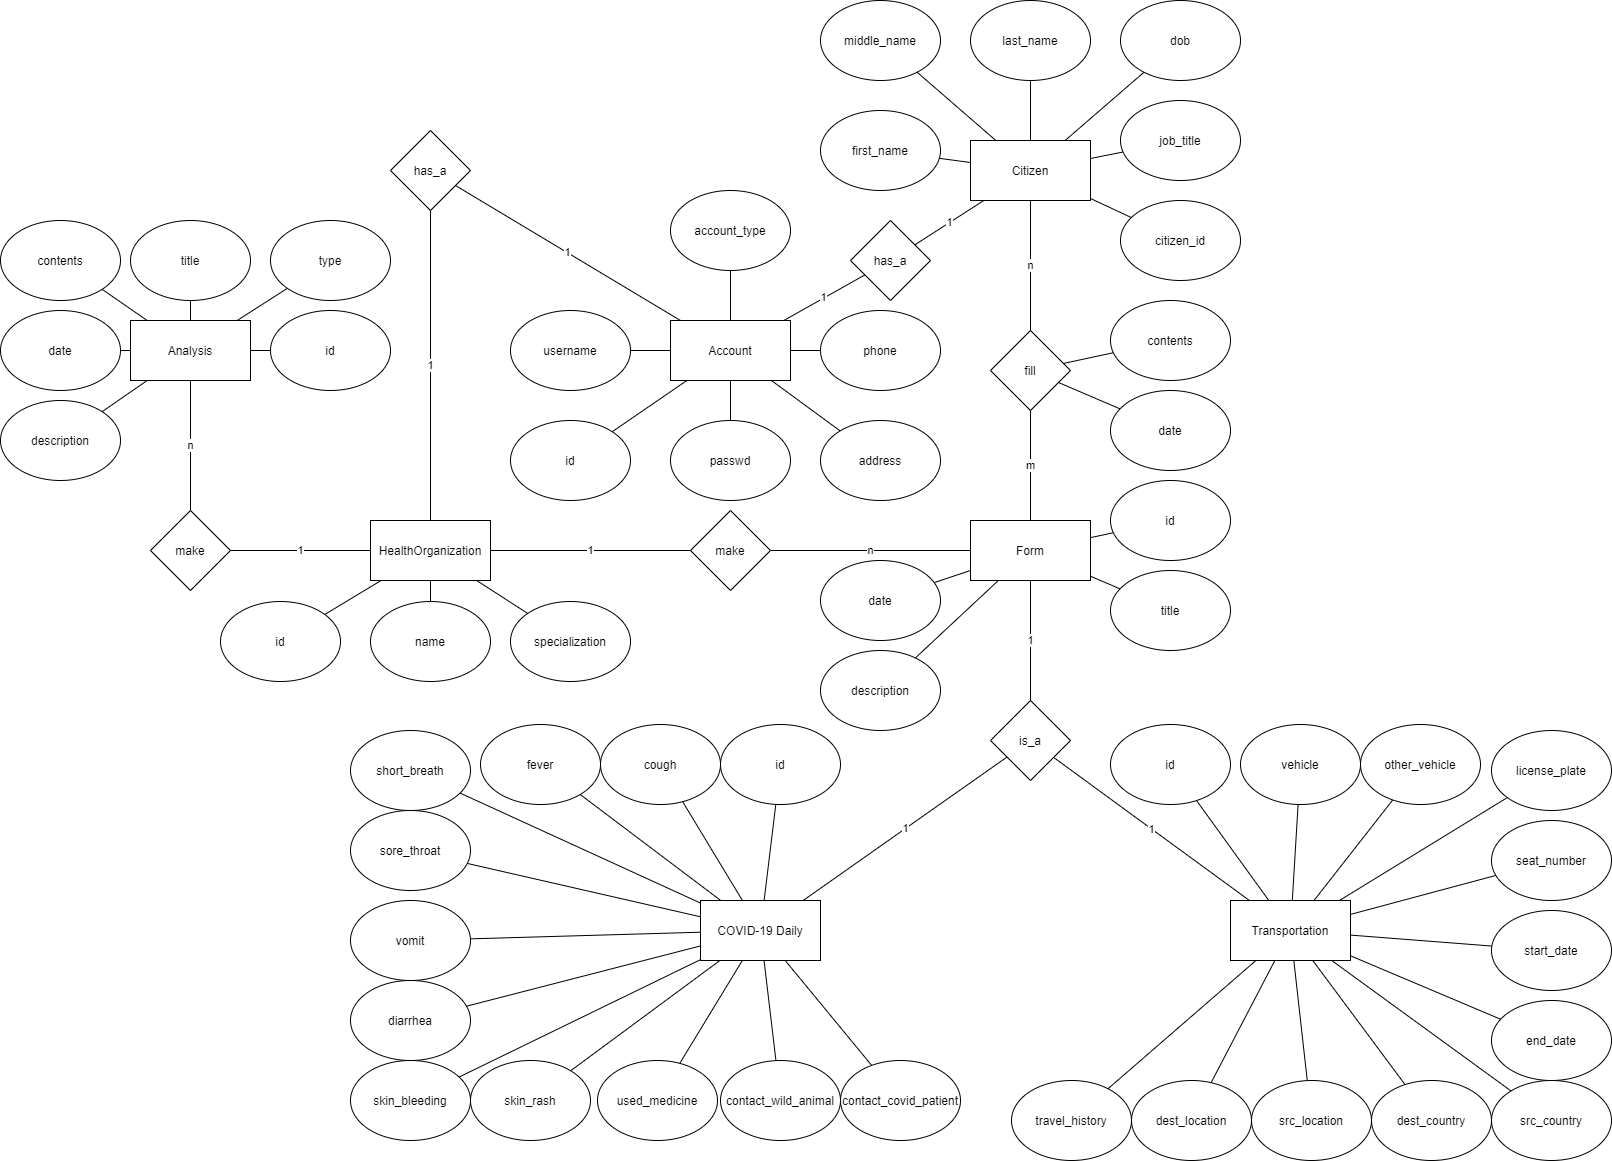 middle_name
last_name
dob
first_name
Citizen
job_title
has_a
account_type
1
citizen_id
contents
title
type
1
has_a
n
1
date
Analysis
id
username
Account
phone
contents
1
fill
description
n
id
passwd
address
date
m
id
make
1
HealthOrganization
1
make
n
Form
date
title
id
name
specialization
1
description
is_a
short_breath
fever
cough
id
id
vehicle
other_vehicle
license_plate
sore_throat
1
1
seat_number
vomit
COVID-19 Daily
Transportation
start_date
diarrhea
end_date
skin_bleeding
skin_rash
used_medicine
contact_wild_animal
contact_covid_patient
travel_history
dest_location
src_location
dest_country
src_country